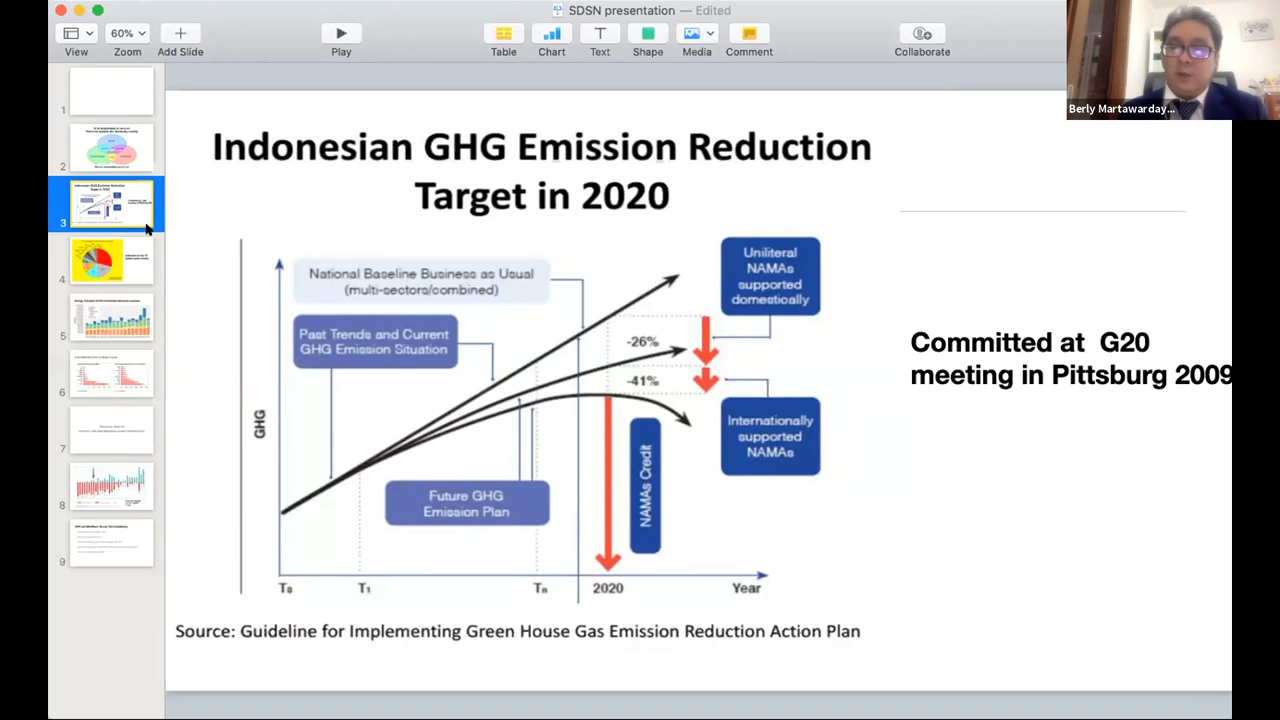 SDSN presentation — Edited
60%
View
Zoom
Add Slide
Play
Table
Chart
Text
Shape
Media
Comment
Collaborate
Berly Martawarday...
1
2
3
4
5
6
7
8
9
Indonesian GHG Emission Reduction
Target in 2020
National Baseline Business as Usual
(multi-sectors/combined)
Past Trends and Current
GHG Emission Situation
Uniliteral
NAMAs
supported
domestically
-26%
-41%
Committed at G20
meeting in Pittsburg 2009
GHG
Internationally
supported
NAMAs
NAMAs Credit
Future GHG
Emission Plan
T0
T1
Tn
2020
Year
Source: Guideline for Implementing Green House Gas Emission Reduction Action Plan